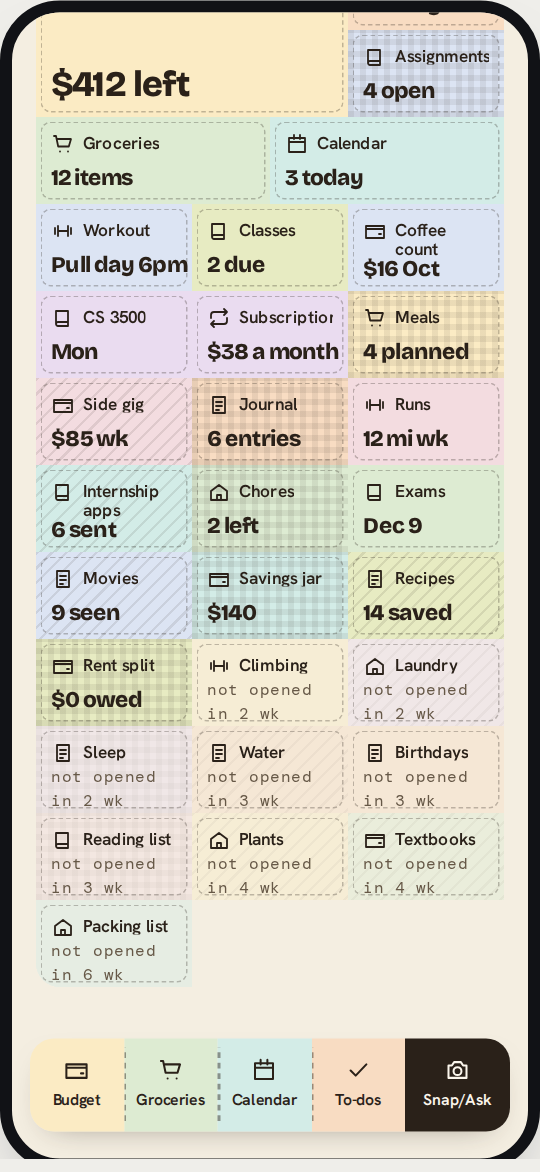 $412 left
Assignments
4 open
Groceries
12 items
Calendar
3 today
Workout
Pull day 6pm
Classes
2 due
Coffee
count
$16 Oct
CS 3500
Mon
Subscription
$38 a month
Meals
4 planned
Side gig
$85 wk
Journal
6 entries
Runs
12 mi wk
Internship
apps
6 sent
Chores
2 left
Exams
Dec 9
Movies
9 seen
Savings jar
$140
Recipes
14 saved
Rent split
$0 owed
Climbing
not opened
in 2 wk
Laundry
not opened
in 2 wk
Sleep
not opened
in 2 wk
Water
not opened
in 3 wk
Birthdays
not opened
in 3 wk
Reading list
not opened
in 3 wk
Plants
not opened
in 4 wk
Textbooks
not opened
in 4 wk
Packing list
not opened
in 6 wk
Budget
Groceries
Calendar
To-dos
Snap/Ask